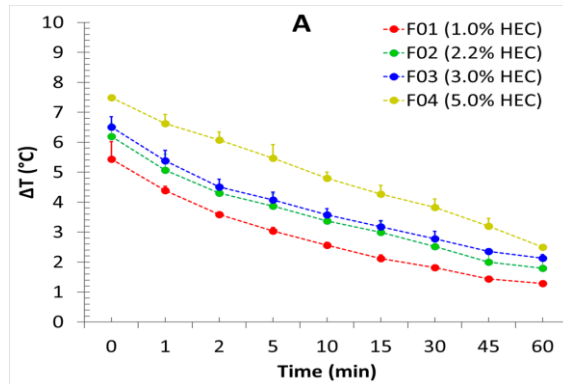 A
F01 (1.0% HEC)
F02 (2.2% HEC)
F03 (3.0% HEC)
F04 (5.0% HEC)
ΔT (°C)
10
9
8
7
6
5
4
3
2
1
0
0 1 2 5 10 15 30 45 60
Time (min)